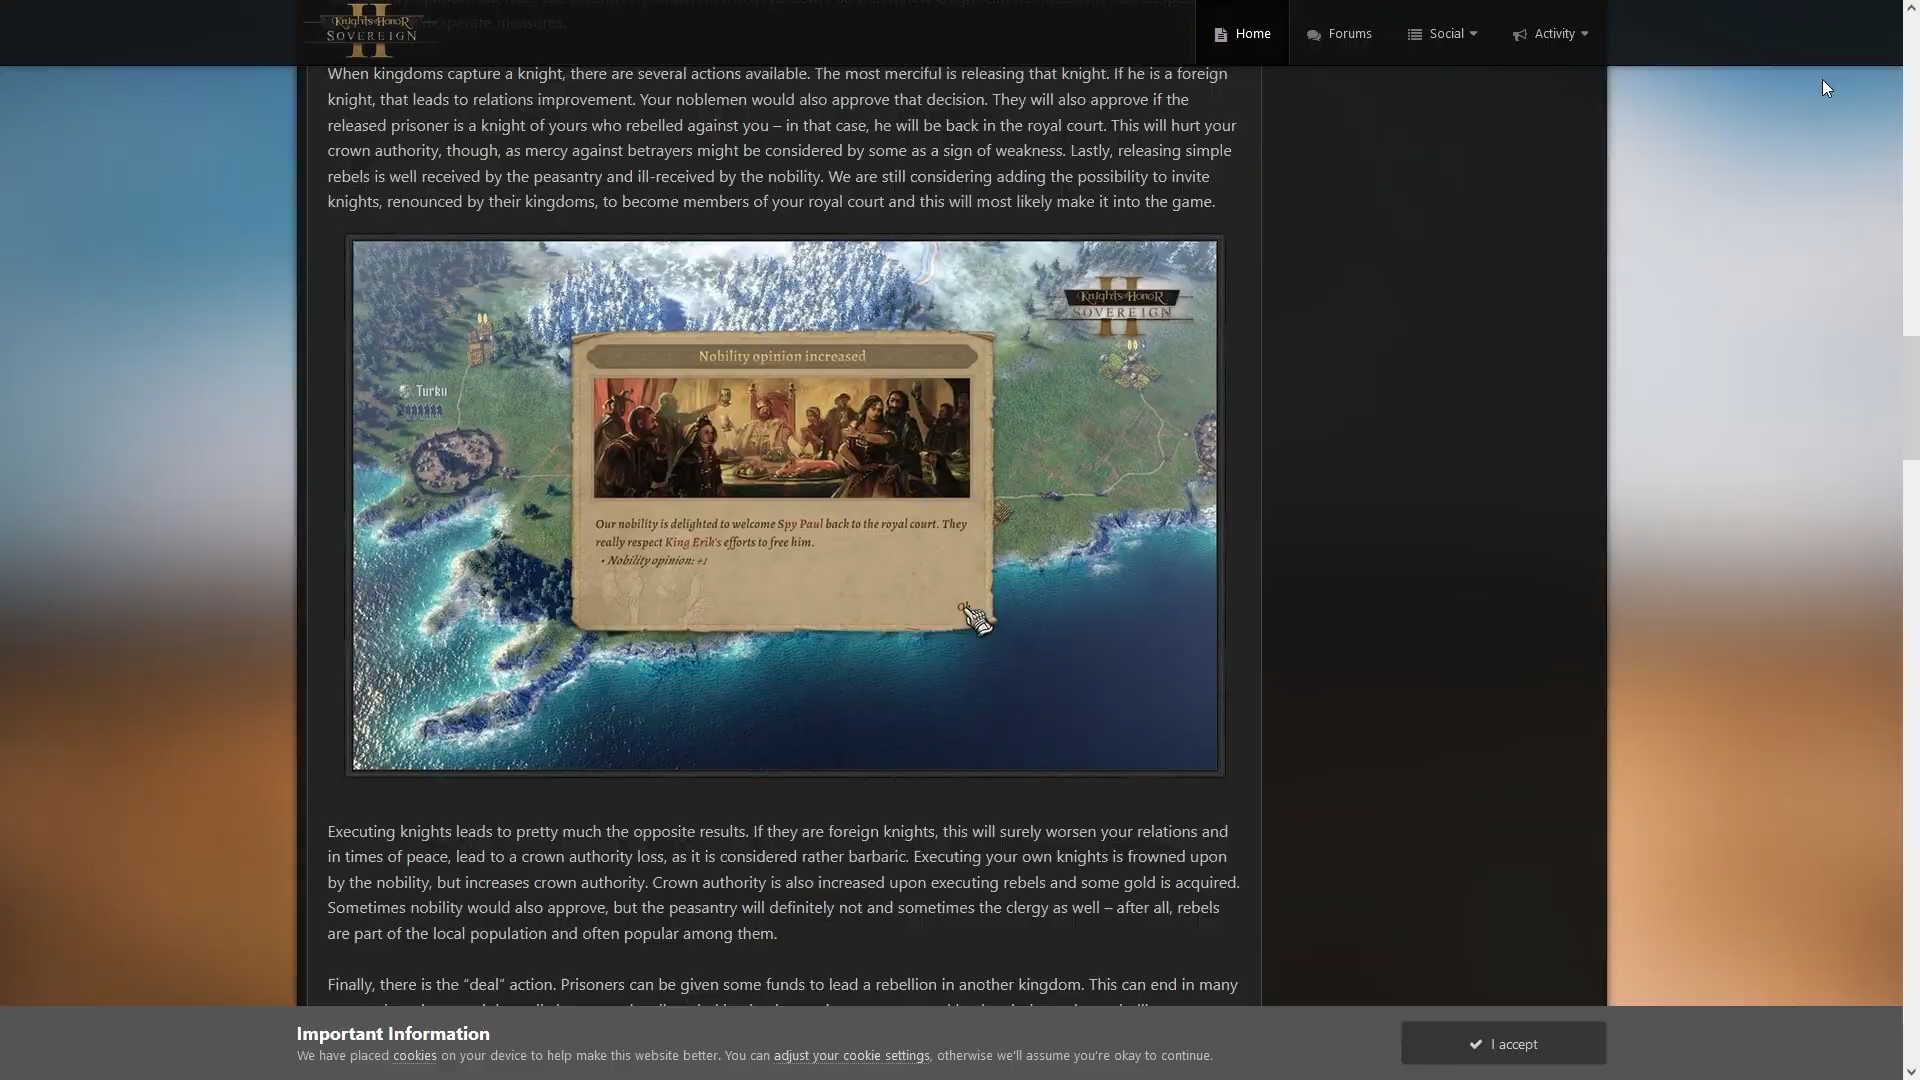 sperate measures.
Knights of Honor
SOVEREIGN
Home
Forums
Social
Activity
When kingdoms capture a knight, there are several actions available. The most merciful is releasing that knight. If he is a foreign
knight, that leads to relations improvement. Your noblemen would also approve that decision. They will also approve if the
released prisoner is a knight of yours who rebelled against you – in that case, he will be back in the royal court. This will hurt your
crown authority, though, as mercy against betrayers might be considered by some as a sign of weakness. Lastly, releasing simple
rebels is well received by the peasantry and ill-received by the nobility. We are still considering adding the possibility to invite
knights, renounced by their kingdoms, to become members of your royal court and this will most likely make it into the game.
Knights of Honor
SOVEREIGN
Nobility opinion increased
Turku
Our nobility is delighted to welcome Spy Paul back to the royal court. They
really respect King Erik's efforts to free him.
• Nobility opinion: +1
Executing knights leads to pretty much the opposite results. If they are foreign knights, this will surely worsen your relations and
in times of peace, lead to a crown authority loss, as it is considered rather barbaric. Executing your own knights is frowned upon
by the nobility, but increases crown authority. Crown authority is also increased upon executing rebels and some gold is acquired.
Sometimes nobility would also approve, but the peasantry will definitely not and sometimes the clergy as well – after all, rebels
are part of the local population and often popular among them.
Finally, there is the “deal” action. Prisoners can be given some funds to lead a rebellion in another kingdom. This can end in many
Important Information
We have placed cookies on your device to help make this website better. You can adjust your cookie settings, otherwise we'll assume you're okay to continue.
I accept